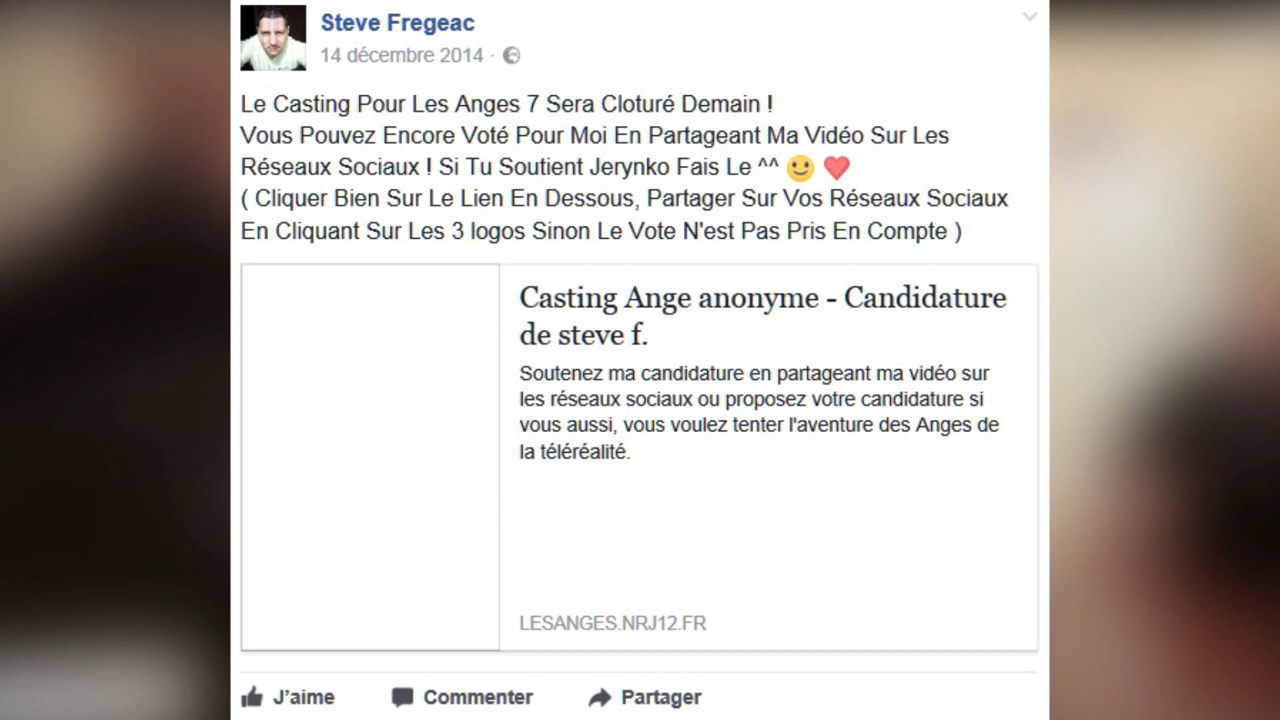 Steve Fregeac
14 décembre 2014 ·
Le Casting Pour Les Anges 7 Sera Cloturé Demain !
Vous Pouvez Encore Voté Pour Moi En Partageant Ma Vidéo Sur Les
Réseaux Sociaux ! Si Tu Soutient Jerynko Fais Le ^^ 🙂 ❤
( Cliquer Bien Sur Le Lien En Dessous, Partager Sur Vos Réseaux Sociaux
En Cliquant Sur Les 3 logos Sinon Le Vote N'est Pas Pris En Compte )
Casting Ange anonyme - Candidature
de steve f.
Soutenez ma candidature en partageant ma vidéo sur
les réseaux sociaux ou proposez votre candidature si
vous aussi, vous voulez tenter l'aventure des Anges de
la téléréalité.
LESANGES.NRJ12.FR
J'aime Commenter Partager